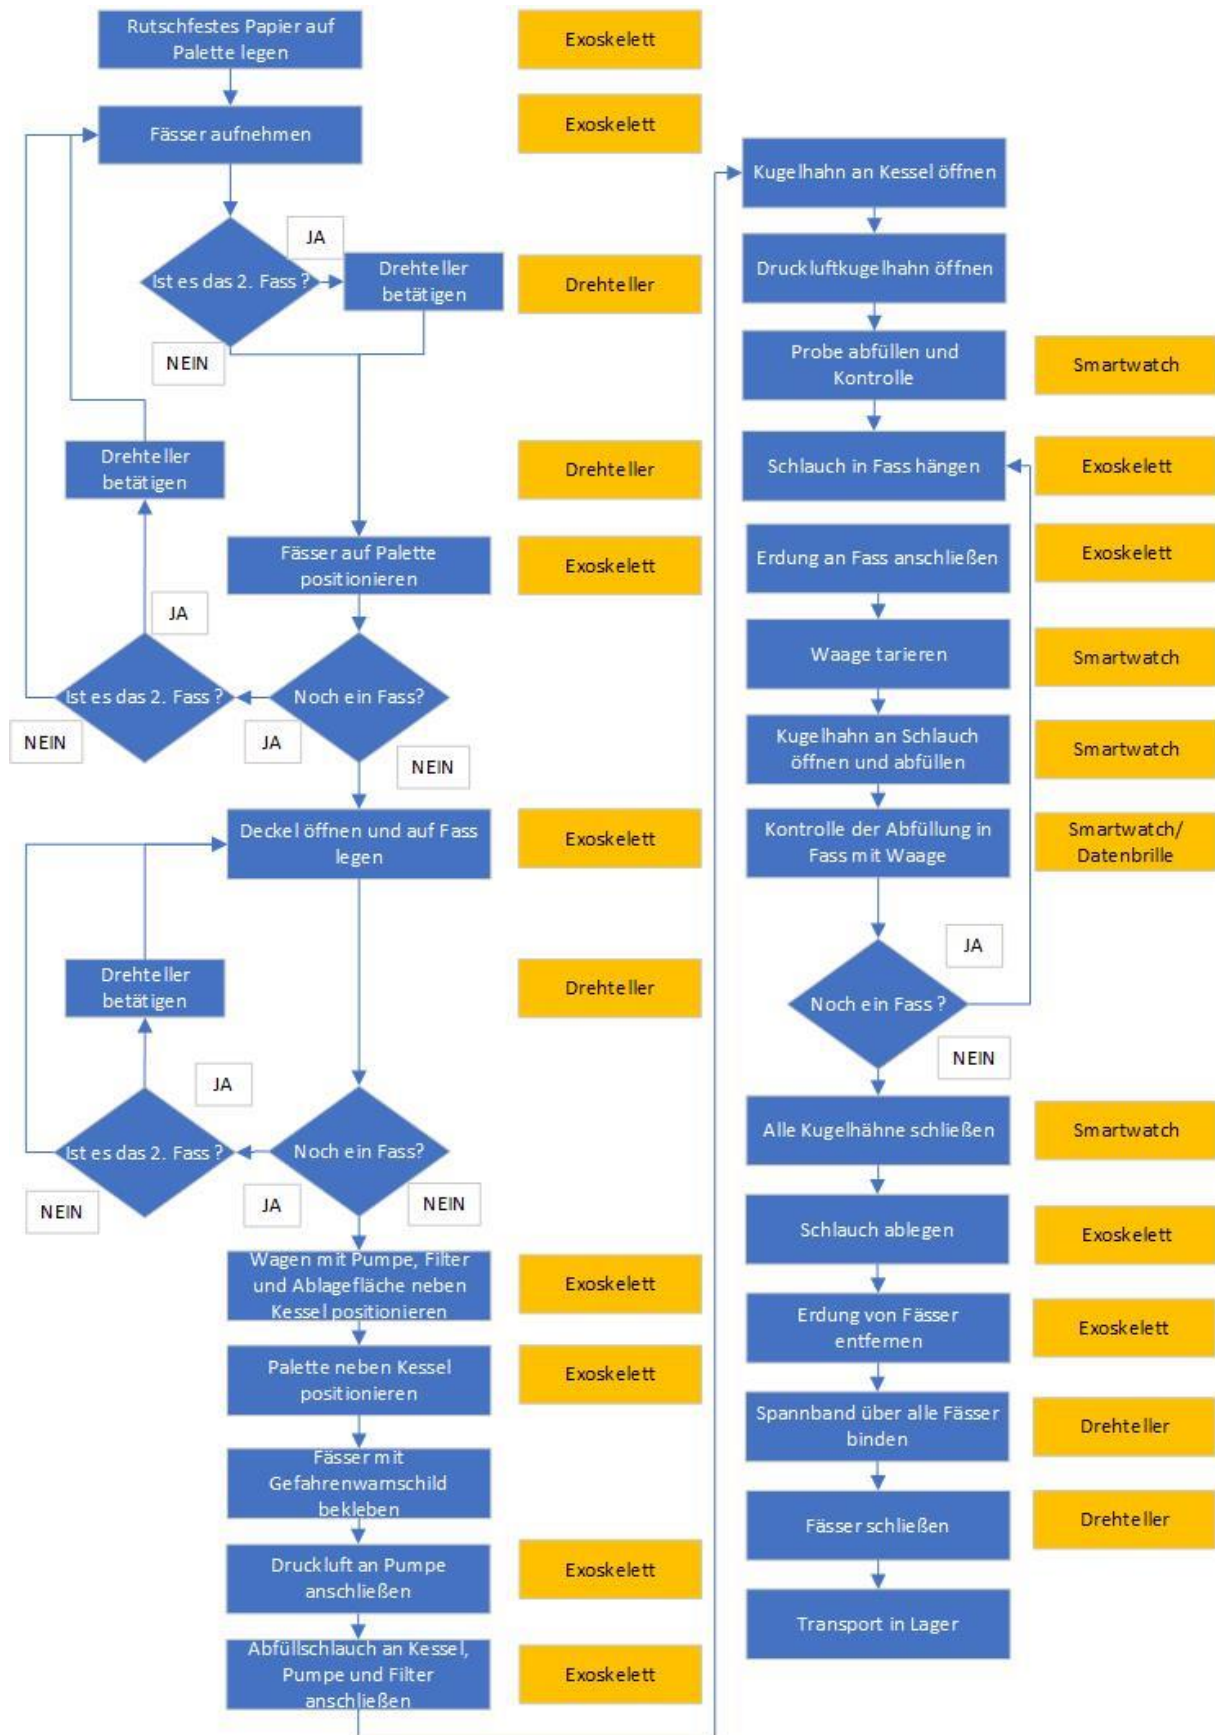 Rutschfestes Papier auf
Palette legen
Exoskelett
Fässer aufnehmen
Exoskelett
JA
Ist es das 2. Fass ?
Drehteller
betätigen
Drehteller
NEIN
Drehteller
betätigen
Drehteller
Fässer auf Palette
positionieren
Exoskelett
JA
Ist es das 2. Fass ?
Noch ein Fass?
NEIN
JA
NEIN
Deckel öffnen und auf Fass
legen
Exoskelett
Drehteller
betätigen
Drehteller
JA
Ist es das 2. Fass ?
Noch ein Fass?
NEIN
JA
NEIN
Wagen mit Pumpe, Filter
und Ablagefläche neben
Kessel positionieren
Exoskelett
Palette neben Kessel
positionieren
Exoskelett
Fässer mit
Gefahrenwarnschild
bekleben
Druckluft an Pumpe
anschließen
Exoskelett
Abfüllschlauch an Kessel,
Pumpe und Filter
anschließen
Exoskelett
Kugelhahn an Kessel öffnen
Druckluftkugelhahn öffnen
Probe abfüllen und
Kontrolle
Smartwatch
Schlauch in Fass hängen
Exoskelett
Erdung an Fass anschließen
Exoskelett
Waage tarieren
Smartwatch
Kugelhahn an Schlauch
öffnen und abfüllen
Smartwatch
Kontrolle der Abfüllung in
Fass mit Waage
Smartwatch/
Datenbrille
JA
Noch ein Fass ?
NEIN
Alle Kugelhähne schließen
Smartwatch
Schlauch ablegen
Exoskelett
Erdung von Fässer
entfernen
Exoskelett
Spannband über alle Fässer
binden
Drehteller
Fässer schließen
Drehteller
Transport in Lager